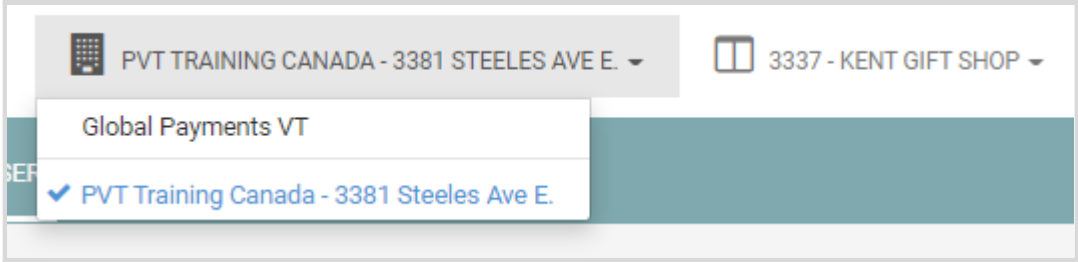 PVT TRAINING CANADA - 3381 STEELES AVE E.
3337 - KENT GIFT SHOP
Global Payments VT
SER
PVT Training Canada - 3381 Steeles Ave E.